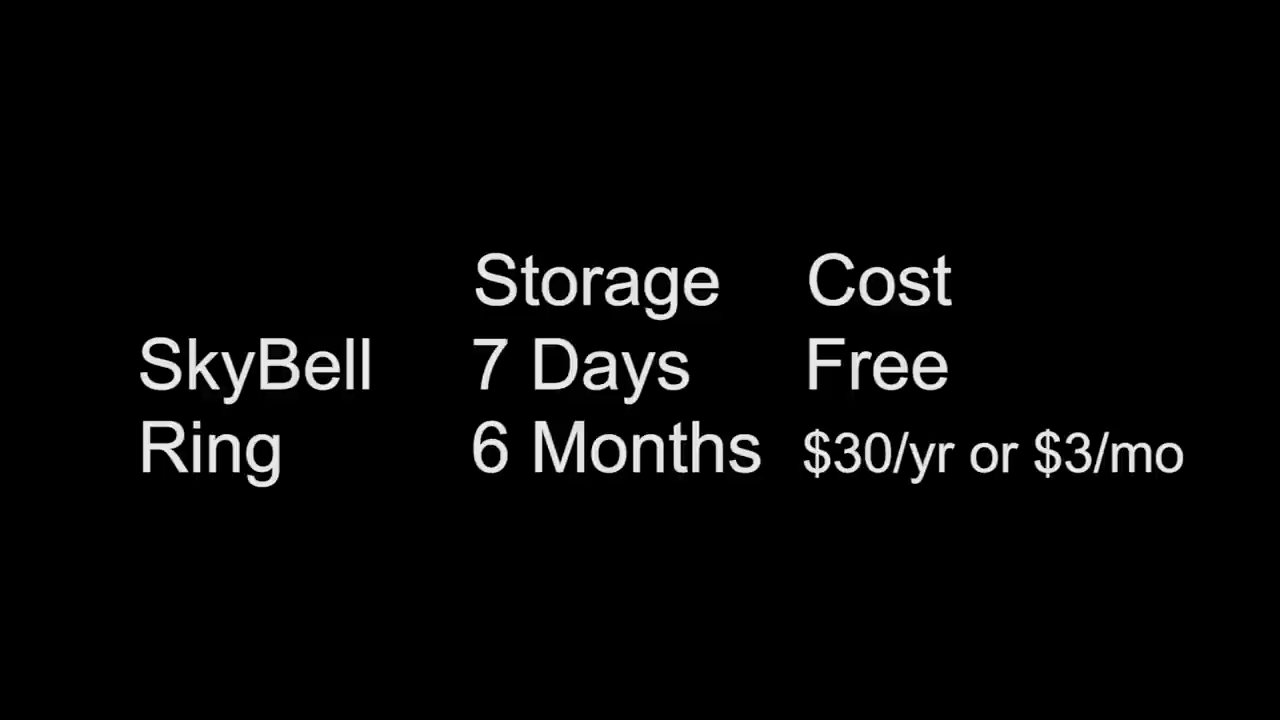 Storage Cost
SkyBell 7 Days Free
Ring 6 Months $30/yr or $3/mo